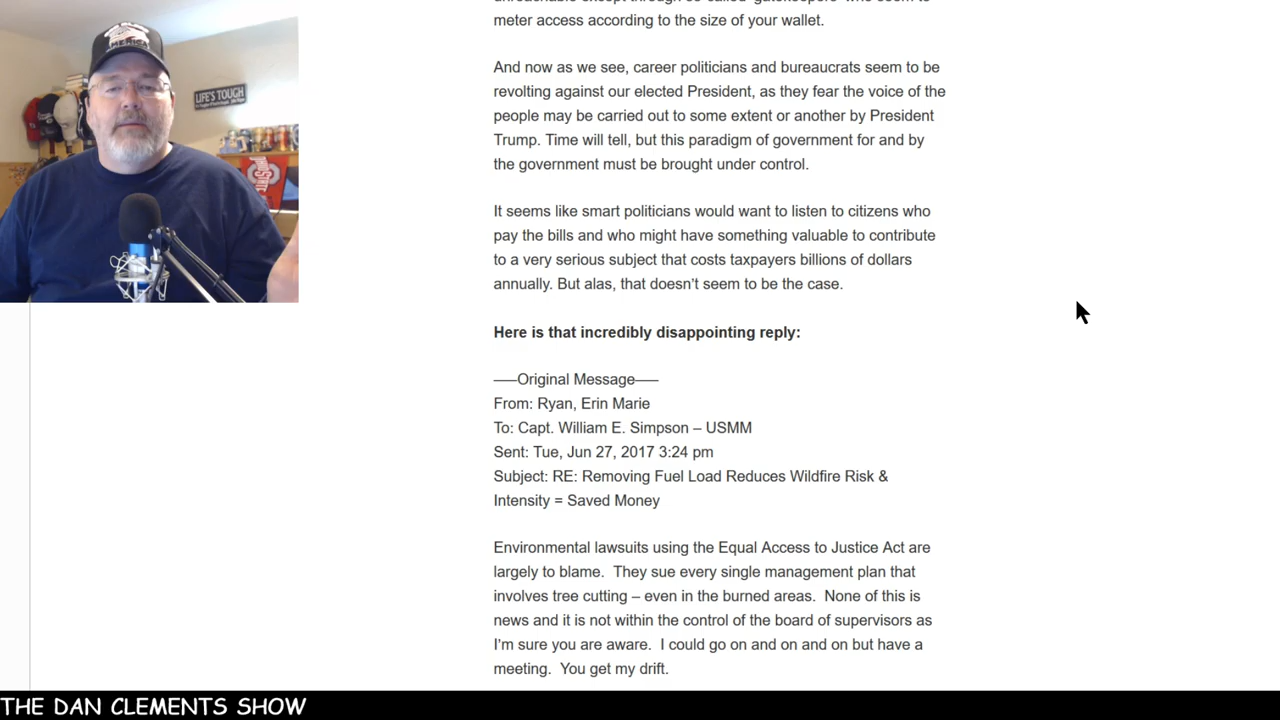 meter access according to the size of your wallet.
And now as we see, career politicians and bureaucrats seem to be
revolting against our elected President, as they fear the voice of the
people may be carried out to some extent or another by President
Trump. Time will tell, but this paradigm of government for and by
the government must be brought under control.
It seems like smart politicians would want to listen to citizens who
pay the bills and who might have something valuable to contribute
to a very serious subject that costs taxpayers billions of dollars
annually. But alas, that doesn’t seem to be the case.
Here is that incredibly disappointing reply:
—–Original Message—–
From: Ryan, Erin Marie
To: Capt. William E. Simpson – USMM
Sent: Tue, Jun 27, 2017 3:24 pm
Subject: RE: Removing Fuel Load Reduces Wildfire Risk &
Intensity = Saved Money
Environmental lawsuits using the Equal Access to Justice Act are
largely to blame.  They sue every single management plan that
involves tree cutting – even in the burned areas.  None of this is
news and it is not within the control of the board of supervisors as
I’m sure you are aware.  I could go on and on and on but have a
meeting.  You get my drift.
LIFE'S TOUGH
THE DAN CLEMENTS SHOW